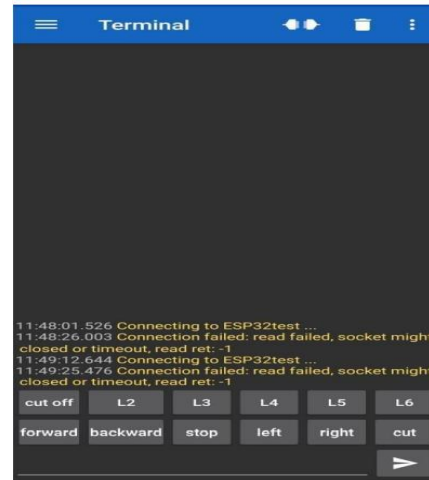 Terminal
11:48:01.526 Connecting to ESP32test ...
11:48:26.003 Connection failed: read failed, socket migh
closed or timeout, read ret: -1
11:49:12.644 Connecting to ESP32test ...
11:49:25.476 Connection failed: read failed, socket migh
closed or timeout, read ret: -1
cut off L2 L3 L4 L5 L6
forward backward stop left right cut